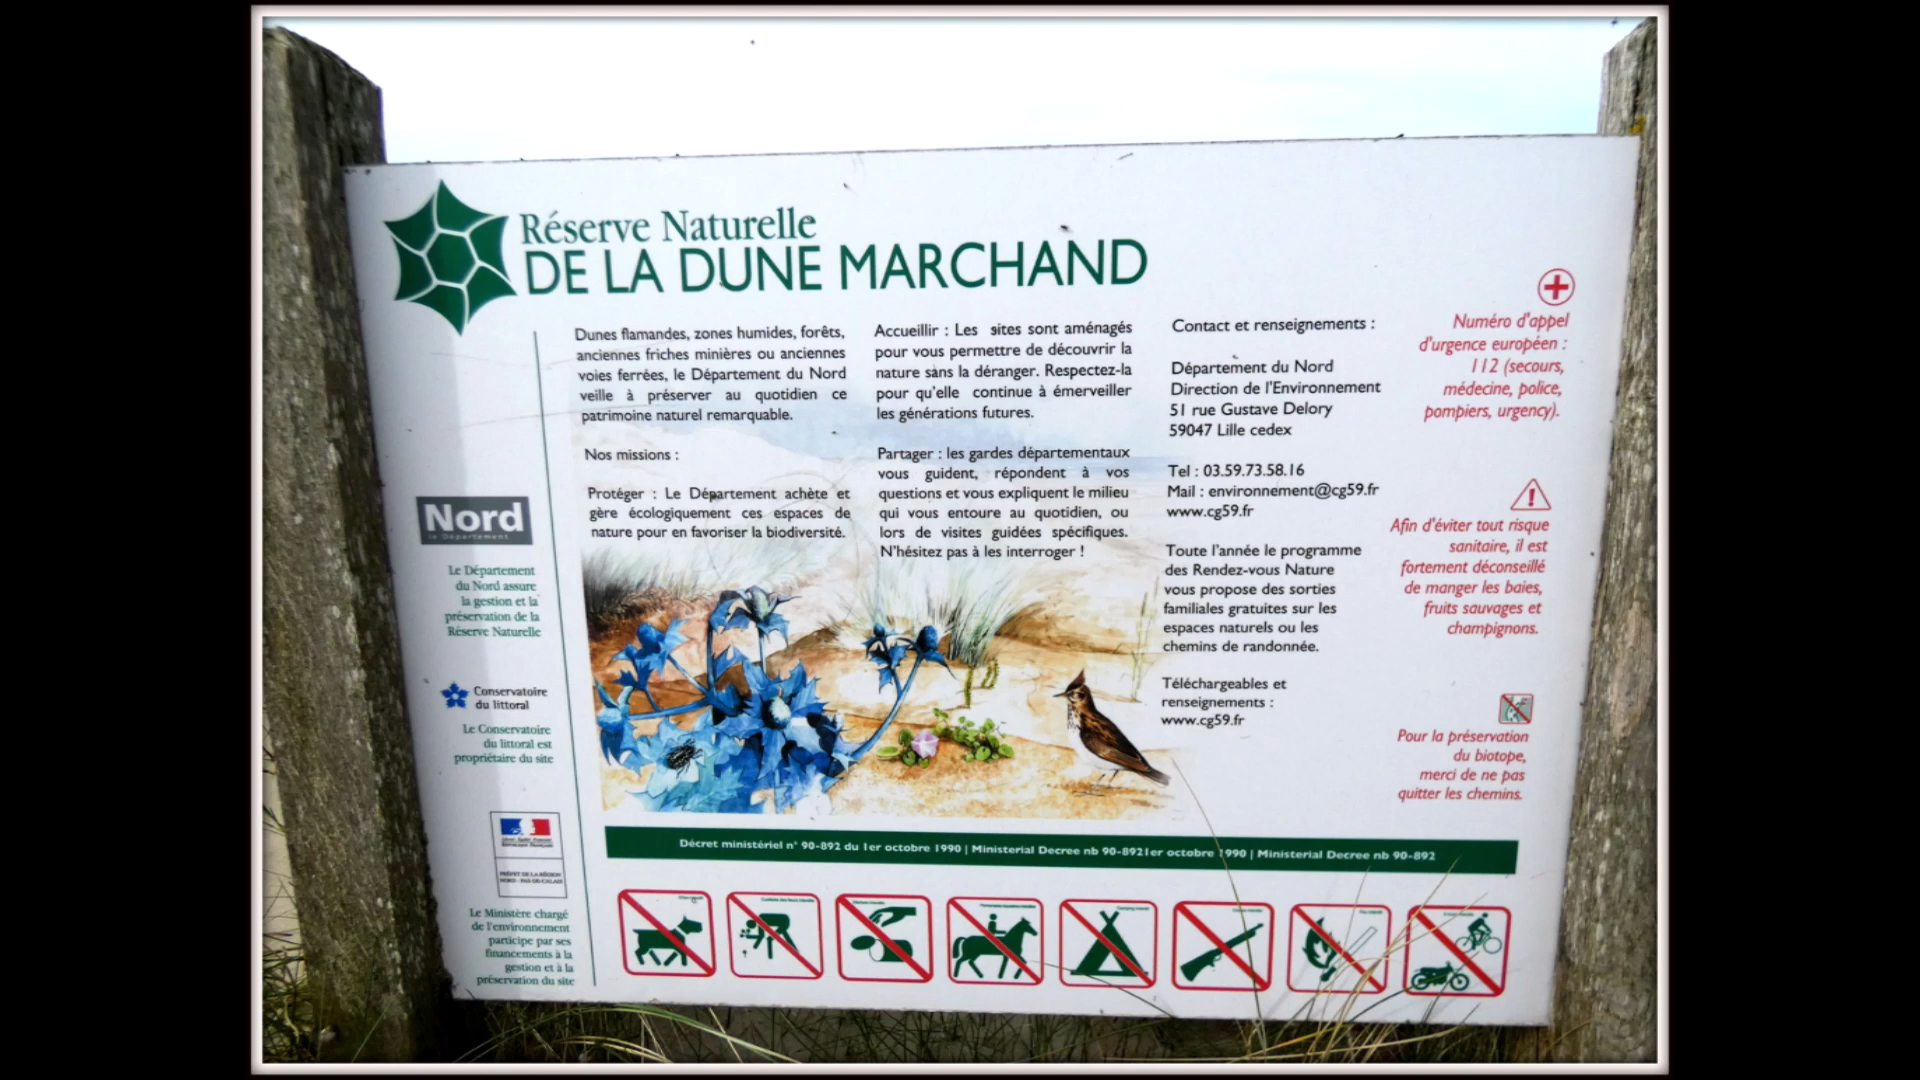 Réserve Naturelle
DE LA DUNE MARCHAND
Dunes flamandes, zones humides, forêts,
anciennes friches minières ou anciennes
voies ferrées, le Département du Nord
veille à préserver au quotidien ce
patrimoine naturel remarquable.
Nos missions :
Protéger : Le Département achète et
gère écologiquement ces espaces de
nature pour en favoriser la biodiversité.
Accueillir : Les sites sont aménagés
pour vous permettre de découvrir la
nature sans la déranger. Respectez-la
pour qu'elle continue à émerveiller
les générations futures.
Partager : les gardes départementaux
vous guident, répondent à vos
questions et vous expliquent le milieu
qui vous entoure au quotidien, ou
lors de visites guidées spécifiques.
N'hésitez pas à les interroger !
Contact et renseignements :
Département du Nord
Direction de l'Environnement
51 rue Gustave Delory
59047 Lille cedex
Tel : 03.59.73.58.16
Mail : environnement@cg59.fr
www.cg59.fr
Toute l'année le programme
des Rendez-vous Nature
vous propose des sorties
familiales gratuites sur les
espaces naturels ou les
chemins de randonnée.
Téléchargeables et
renseignements :
www.cg59.fr
Numéro d'appel
d'urgence européen :
112 (secours,
médecine, police,
pompiers, urgency).
Afin d'éviter tout risque
sanitaire, il est
fortement déconseillé
de manger les baies,
fruits sauvages et
champignons.
Pour la préservation
du biotope,
merci de ne pas
quitter les chemins.
Nord
le Département
Le Département
du Nord assure
la gestion et la
préservation de la
Réserve Naturelle
Conservatoire
du littoral
Le Conservatoire
du littoral est
propriétaire du site
PRÉFET DE LA RÉGION
NORD - PAS-DE-CALAIS
Le Ministère chargé
de l'environnement
participe par ses
financements à la
gestion et à la
préservation du site
Décret ministériel n° 90-892 du 1er octobre 1990 | Ministerial Decree nb 90-8921er octobre 1990 | Ministerial Decree nb 90-892